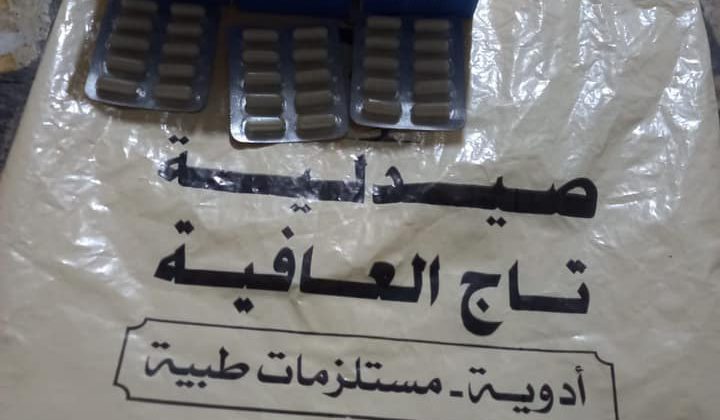 صيدلية
تاج العافية
أدوية - مستلزمات طبية